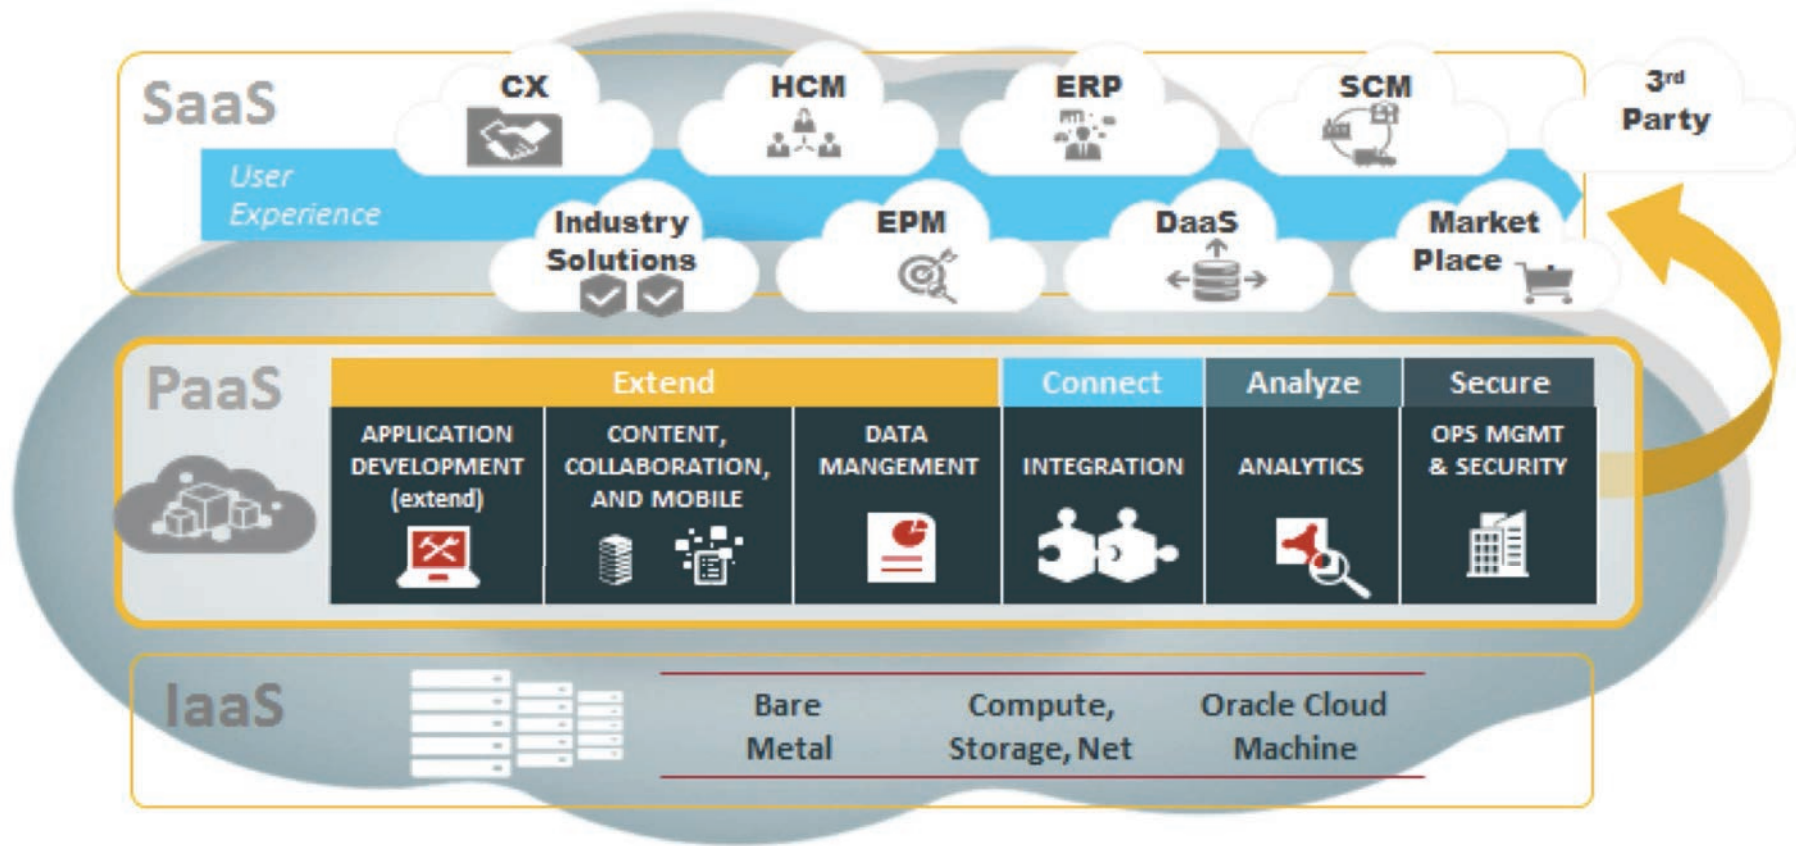 SaaS
CX
HCM
ERP
SCM
3rd
Party
User
Experience
Industry
Solutions
EPM
DaaS
Market
Place
PaaS
Extend
Connect
Analyze
Secure
APPLICATION
DEVELOPMENT
(extend)
CONTENT,
COLLABORATION,
AND MOBILE
DATA
MANGEMENT
INTEGRATION
ANALYTICS
OPS MGMT
& SECURITY
IaaS
Bare
Metal
Compute,
Storage, Net
Oracle Cloud
Machine